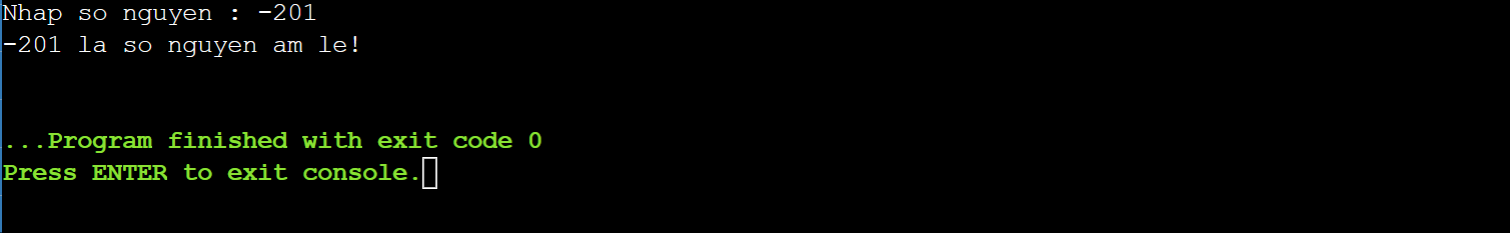 Nhap so nguyen : -201
-201 la so nguyen am le!
...Program finished with exit code 0
Press ENTER to exit console.